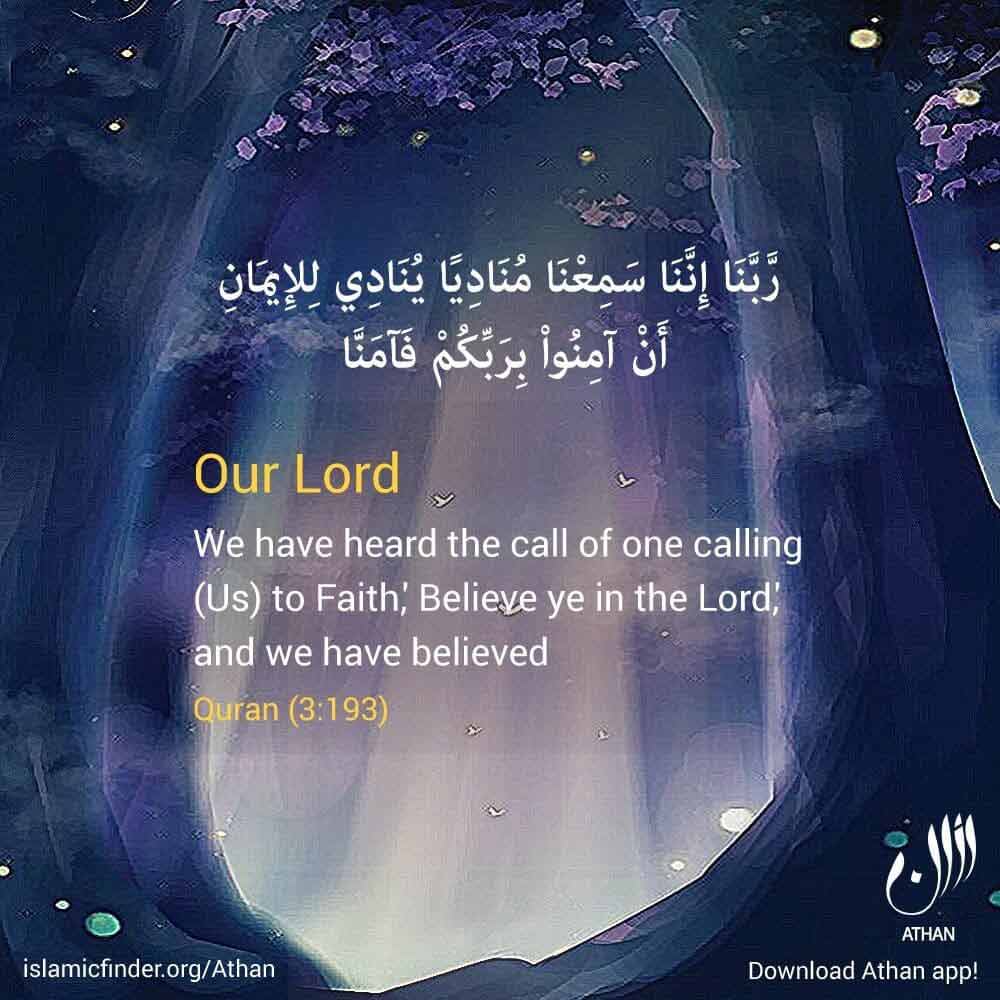 رَّبَّنَا إِنَّنَا سَمِعْنَا مُنَادِيًا يُنَادِي لِلإِيمَانِ
أَنْ آمِنُواْ بِرَبِّكُمْ فَآمَنَّا
Our Lord
We have heard the call of one calling
(Us) to Faith,' Believe ye in the Lord,'
and we have believed
Quran (3:193)
أذان
ATHAN
islamicfinder.org/Athan
Download Athan app!